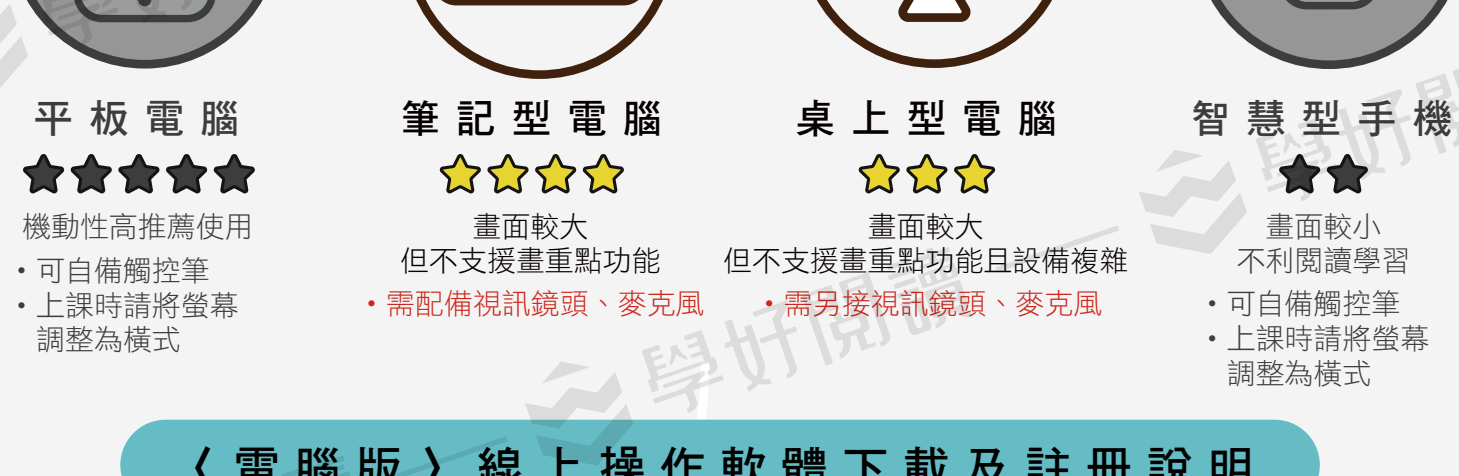 平板電腦
機動性高推薦使用
•可自備觸控筆
•上課時請將螢幕
調整為橫式
筆記型電腦
畫面較大
但不支援畫重點功能
•需配備視訊鏡頭、麥克風
桌上型電腦
畫面較大
但不支援畫重點功能且設備複雜
•需另接視訊鏡頭、麥克風
智慧型手機
畫面較小
不利閱讀學習
•可自備觸控筆
•上課時請將螢幕
調整為橫式
學好閱讀
〈電腦版〉線上操作軟體下載及註冊說明